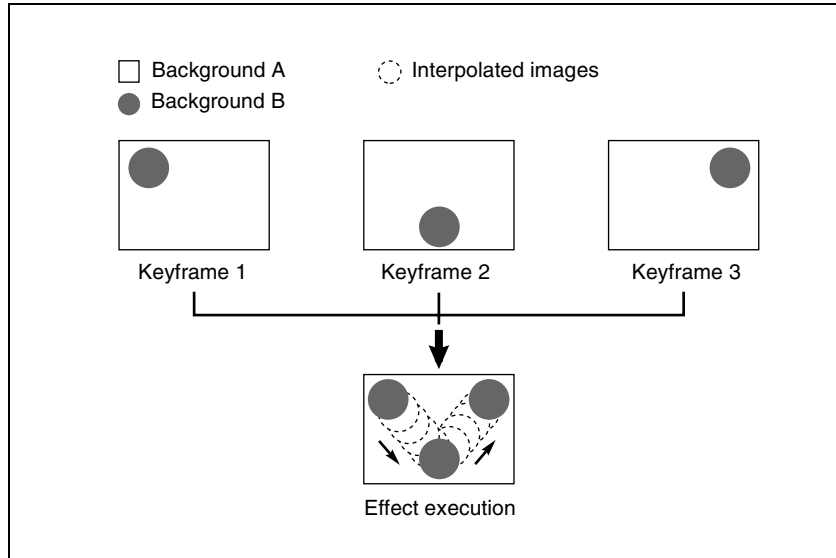 Background A
Interpolated images
Background B
Keyframe 1
Keyframe 2
Keyframe 3
Effect execution